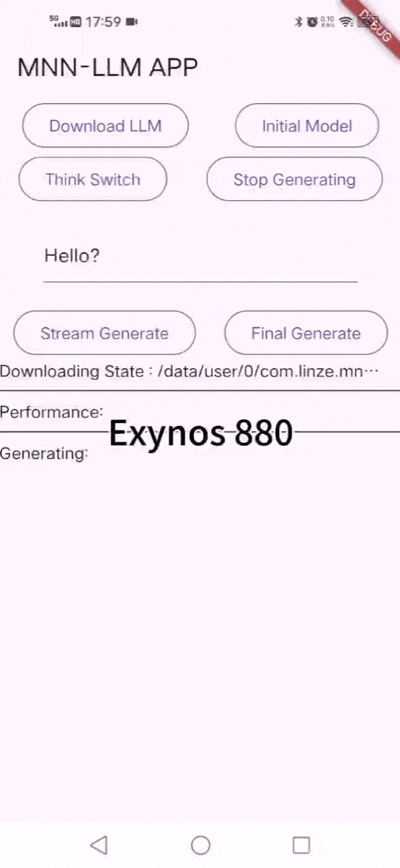 5G HD 17:59 0.10 K/s
DEBUG
MNN-LLM APP
Download LLM Initial Model
Think Switch Stop Generating
Hello?
Stream Generate Final Generate
Downloading State : /data/user/0/com.linze.mn…
Performance:
Exynos 880
Generating: